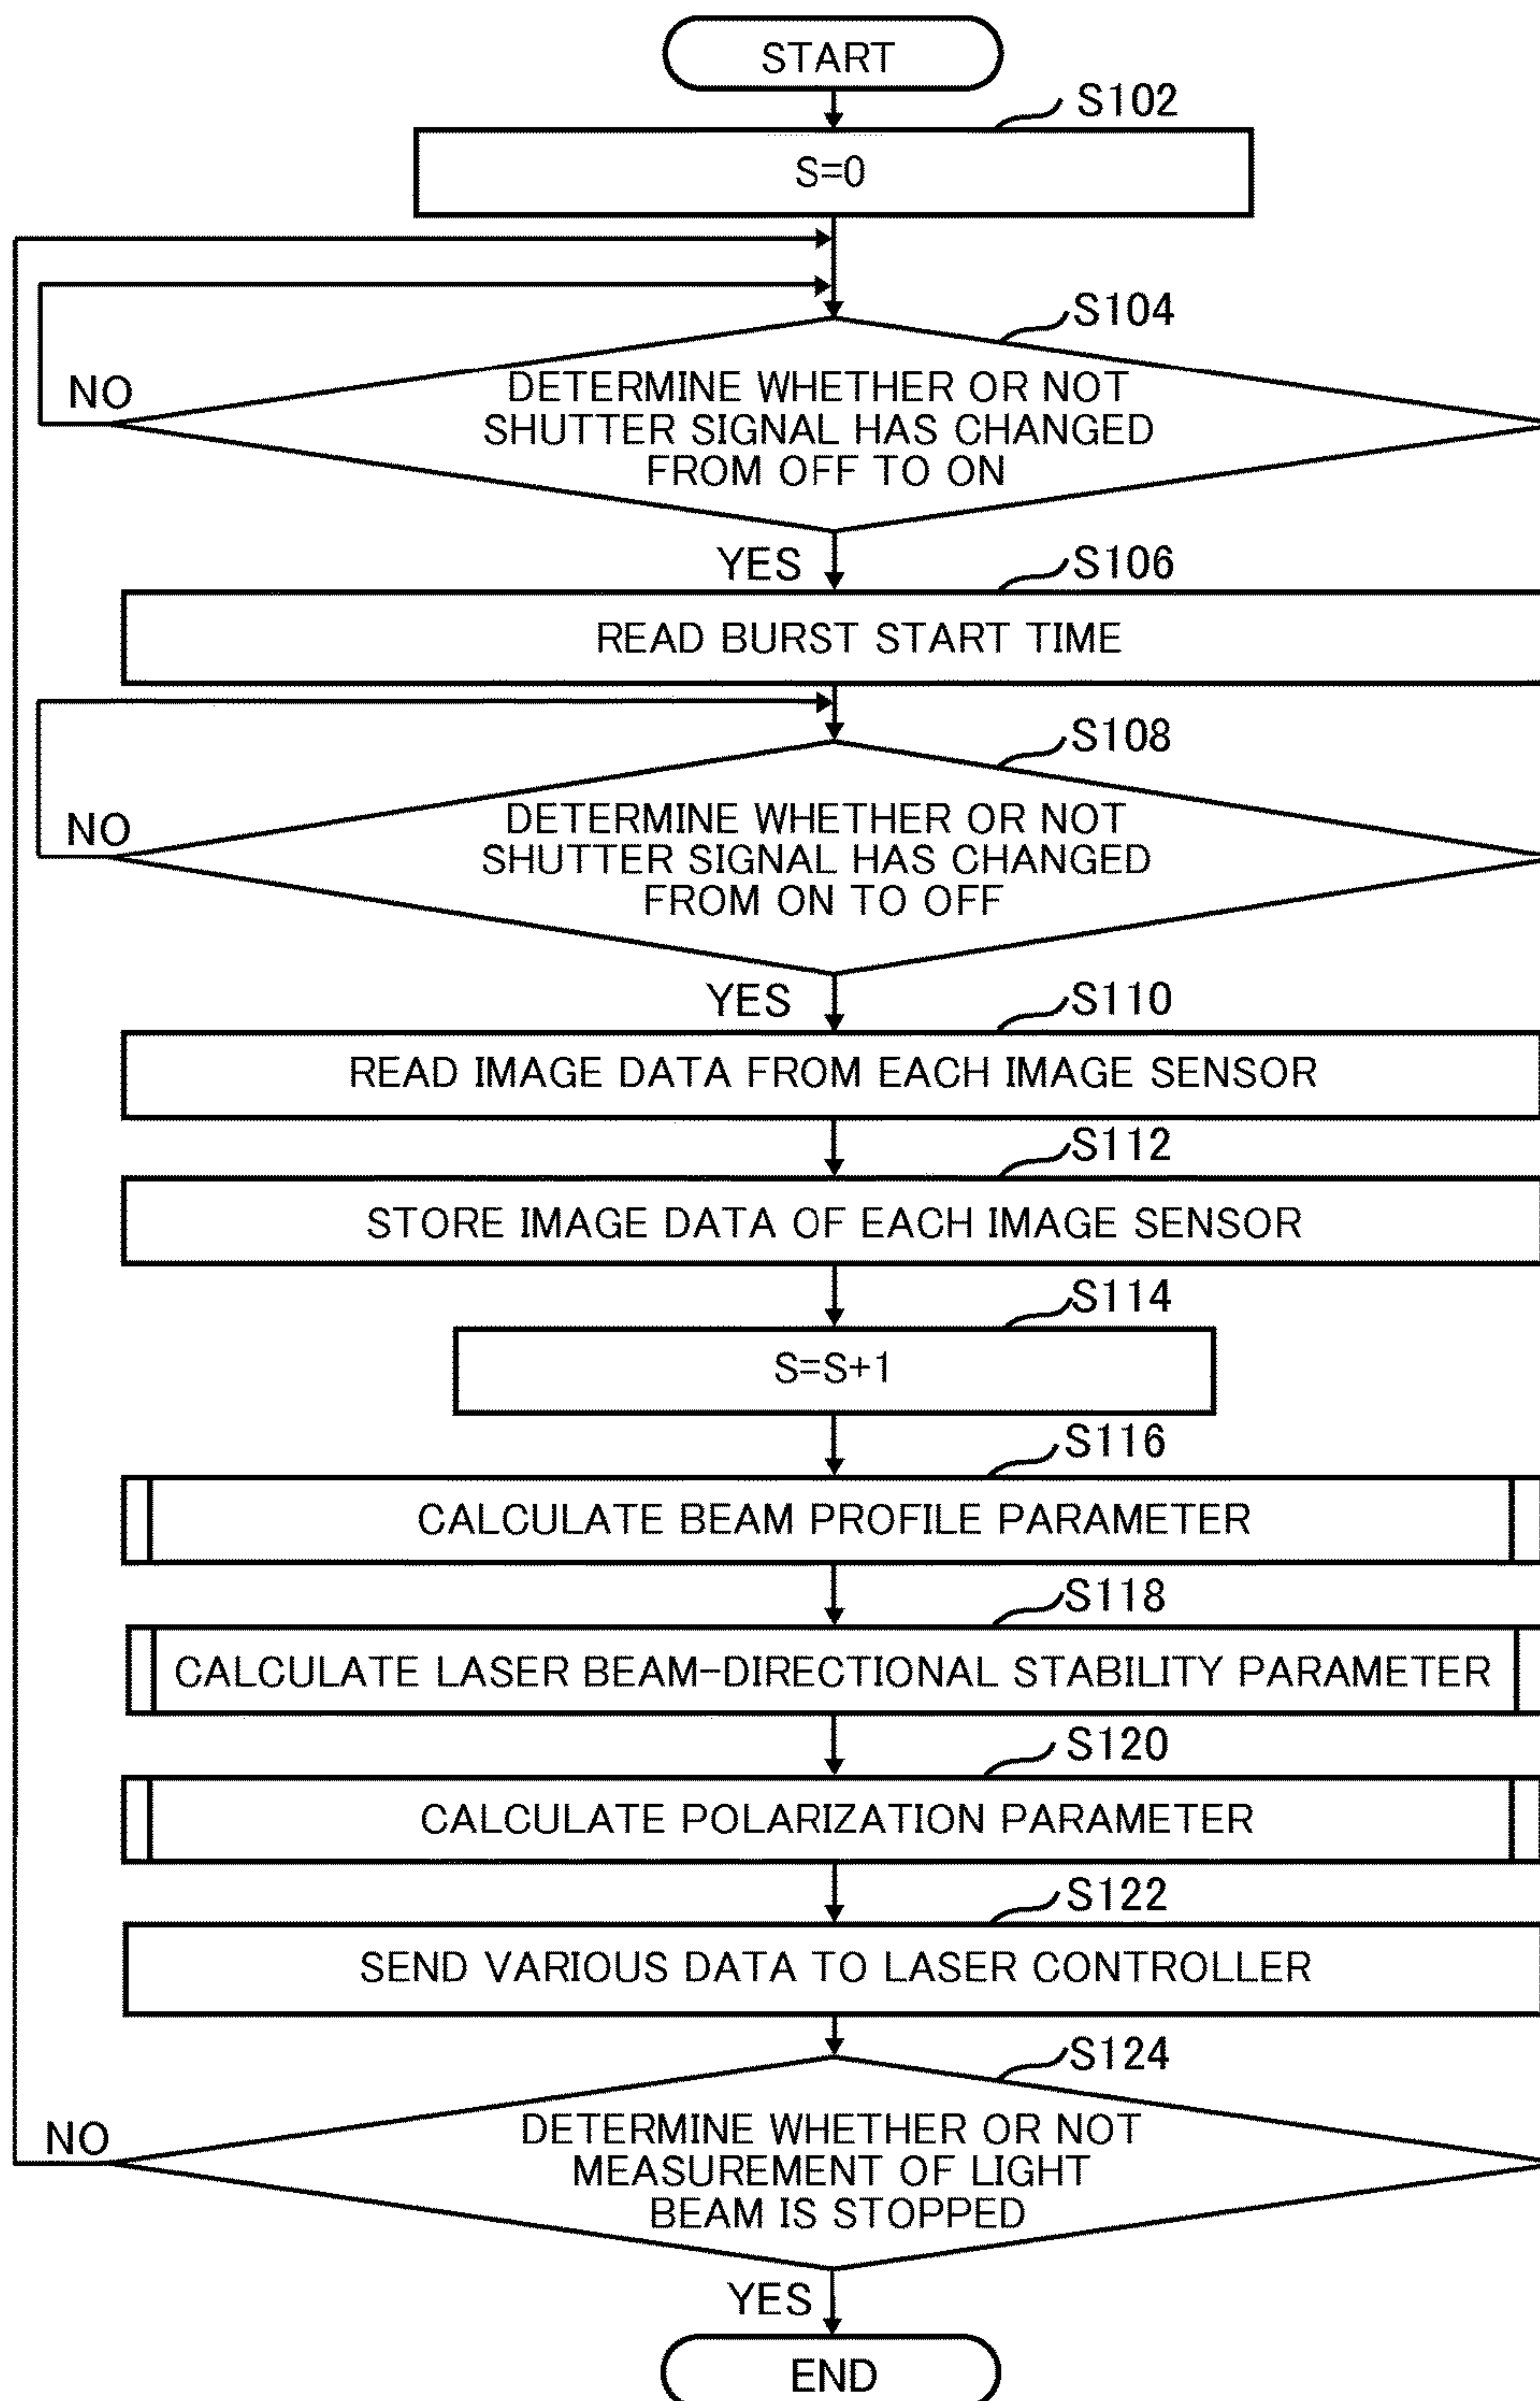 START
S102
S=0
S104
DETERMINE WHETHER OR NOT
SHUTTER SIGNAL HAS CHANGED
FROM OFF TO ON
NO
YES
S106
READ BURST START TIME
S108
DETERMINE WHETHER OR NOT
SHUTTER SIGNAL HAS CHANGED
FROM ON TO OFF
NO
YES
S110
READ IMAGE DATA FROM EACH IMAGE SENSOR
S112
STORE IMAGE DATA OF EACH IMAGE SENSOR
S114
S=S+1
S116
CALCULATE BEAM PROFILE PARAMETER
S118
CALCULATE LASER BEAM-DIRECTIONAL STABILITY PARAMETER
S120
CALCULATE POLARIZATION PARAMETER
S122
SEND VARIOUS DATA TO LASER CONTROLLER
S124
DETERMINE WHETHER OR NOT
MEASUREMENT OF LIGHT
BEAM IS STOPPED
NO
YES
END